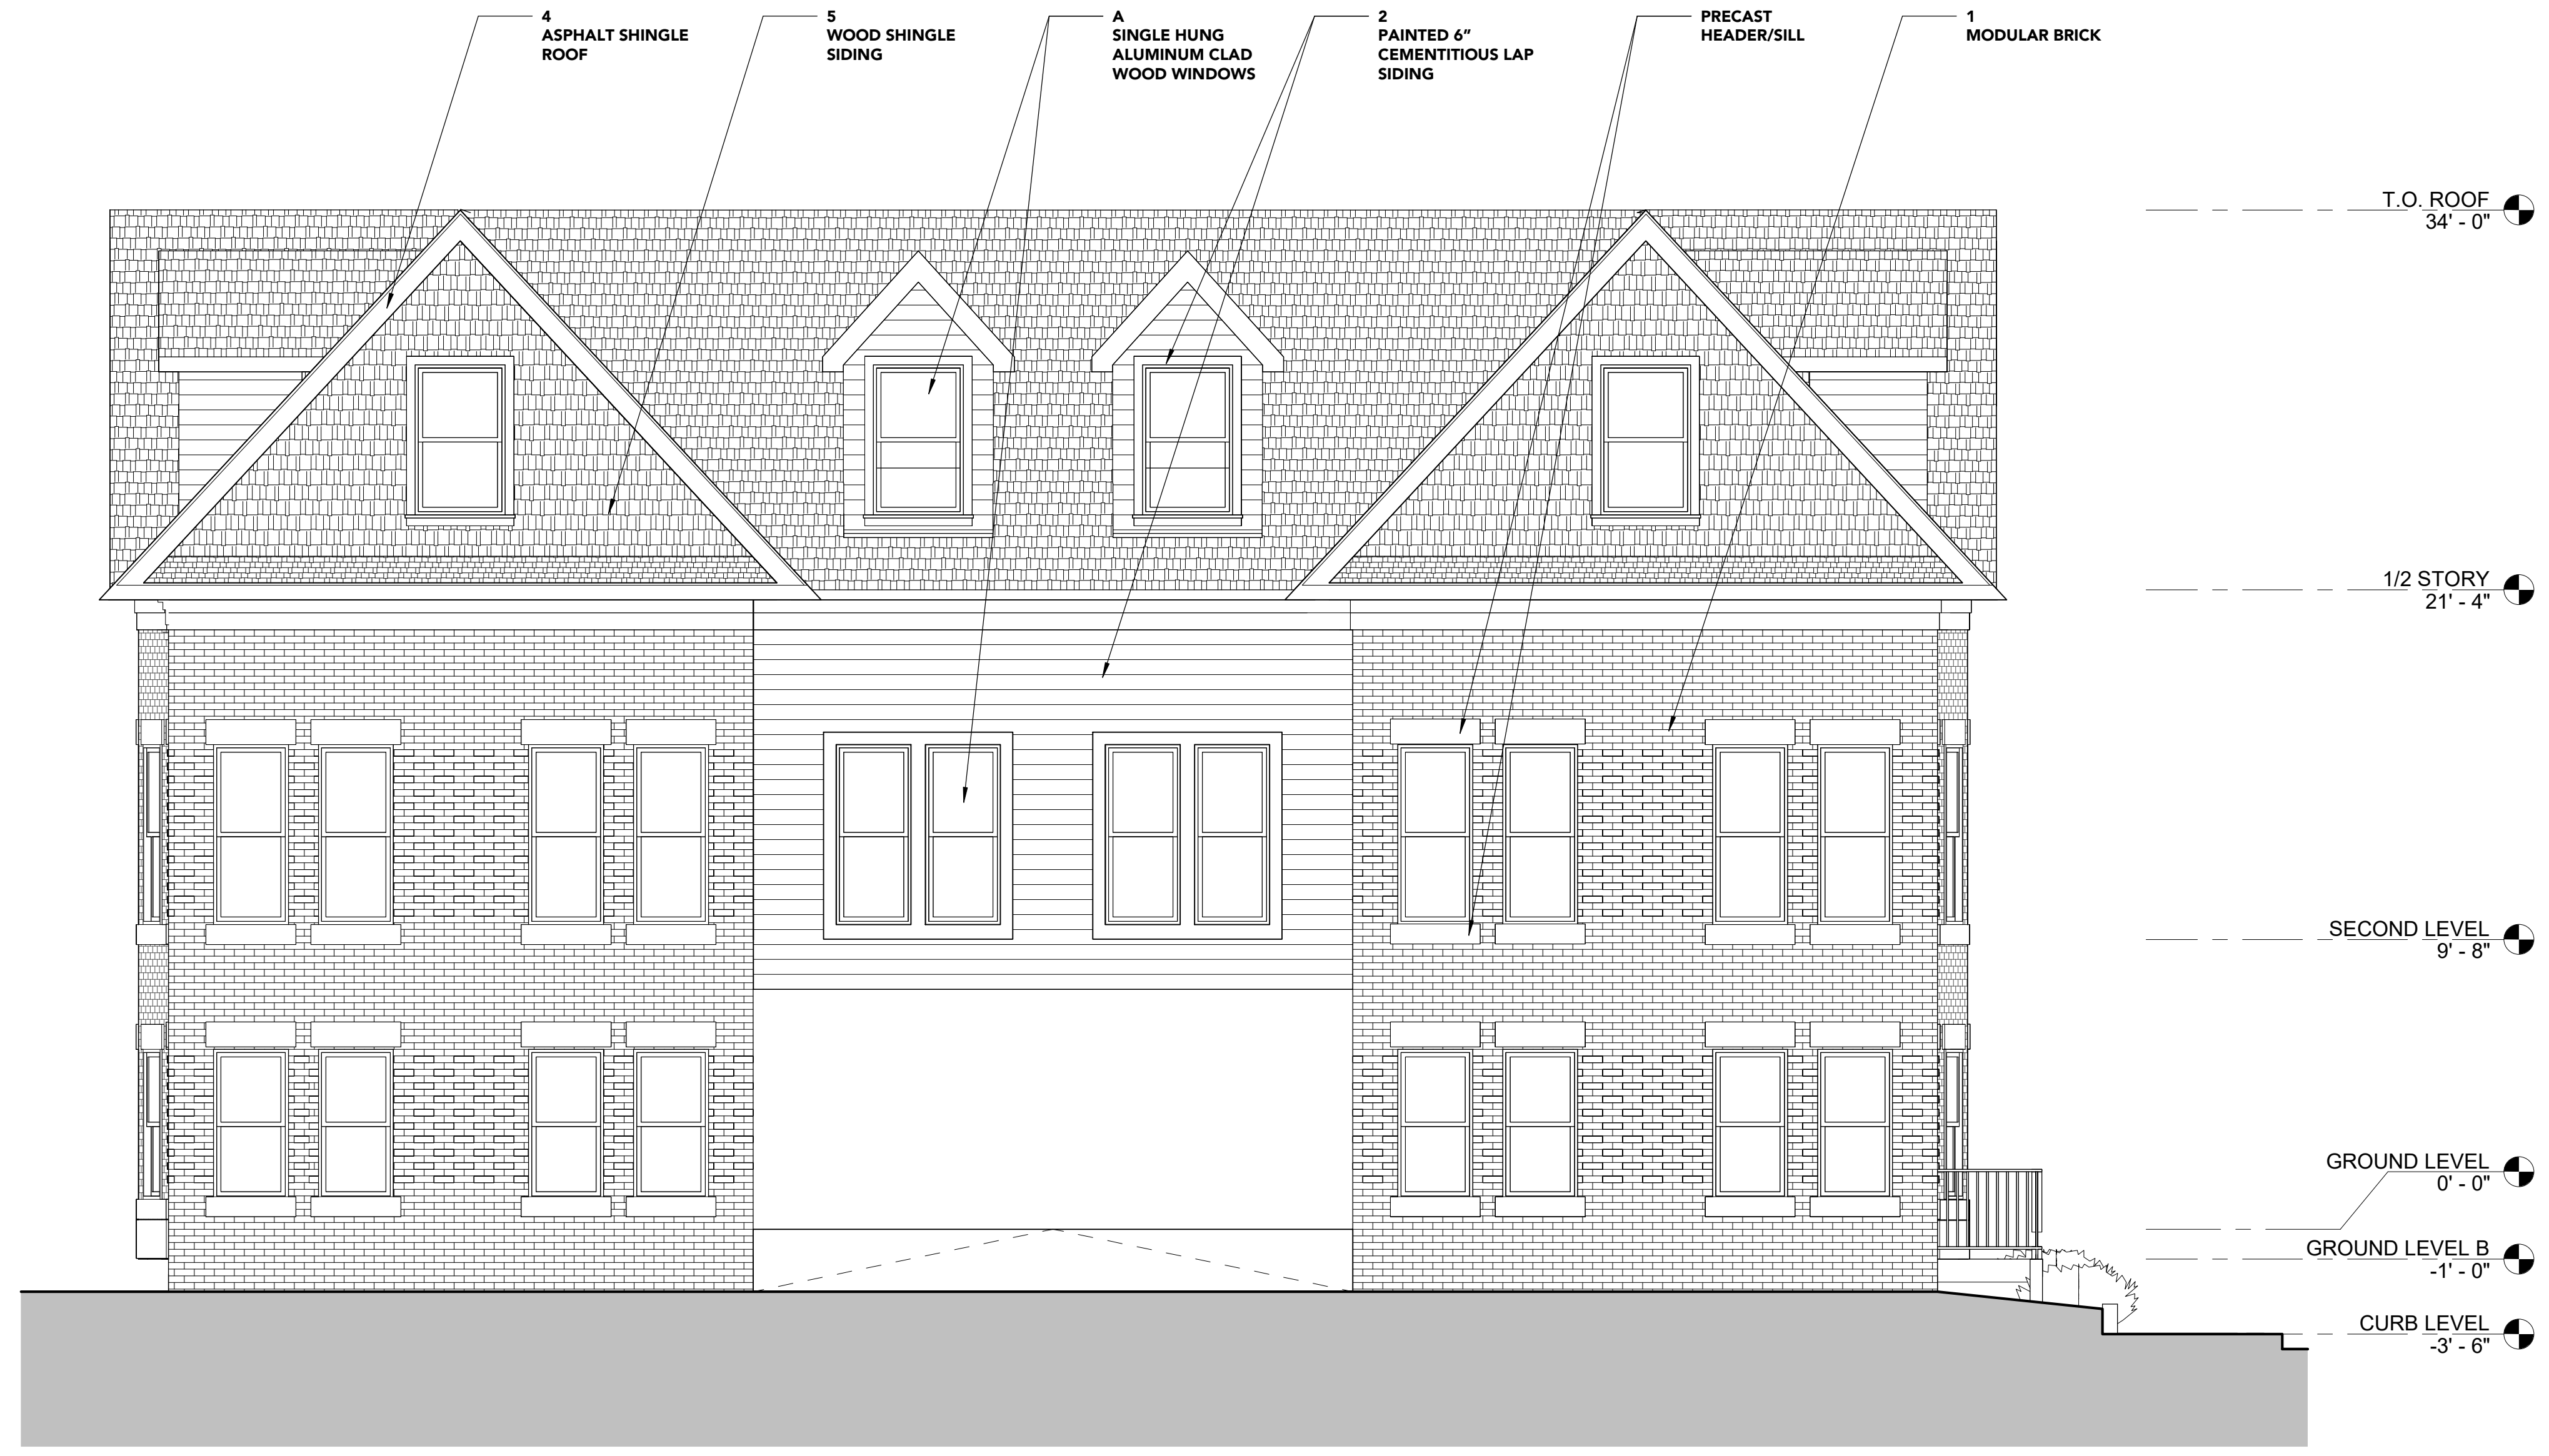 4
ASPHALT SHINGLE
ROOF
5
WOOD SHINGLE
SIDING
A
SINGLE HUNG
ALUMINUM CLAD
WOOD WINDOWS
2
PAINTED 6”
CEMENTITIOUS LAP
SIDING
PRECAST
HEADER/SILL
1
MODULAR BRICK
T.O. ROOF
34' - 0"
1/2 STORY
21' - 4"
SECOND LEVEL
9' - 8"
GROUND LEVEL
0' - 0"
GROUND LEVEL B
-1' - 0"
CURB LEVEL
-3' - 6"